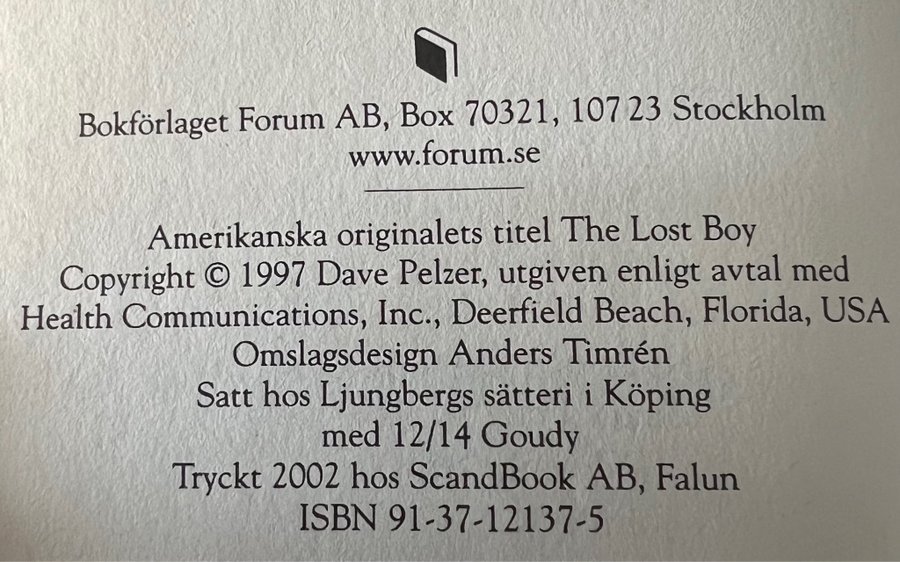 Bokförlaget Forum AB, Box 70321, 107 23 Stockholm
www.forum.se
Amerikanska originalets titel The Lost Boy
Copyright © 1997 Dave Pelzer, utgiven enligt avtal med
Health Communications, Inc., Deerfield Beach, Florida, USA
Omslagsdesign Anders Timrén
Satt hos Ljungbergs sätteri i Köping
med 12/14 Goudy
Tryckt 2002 hos ScandBook AB, Falun
ISBN 91-37-12137-5